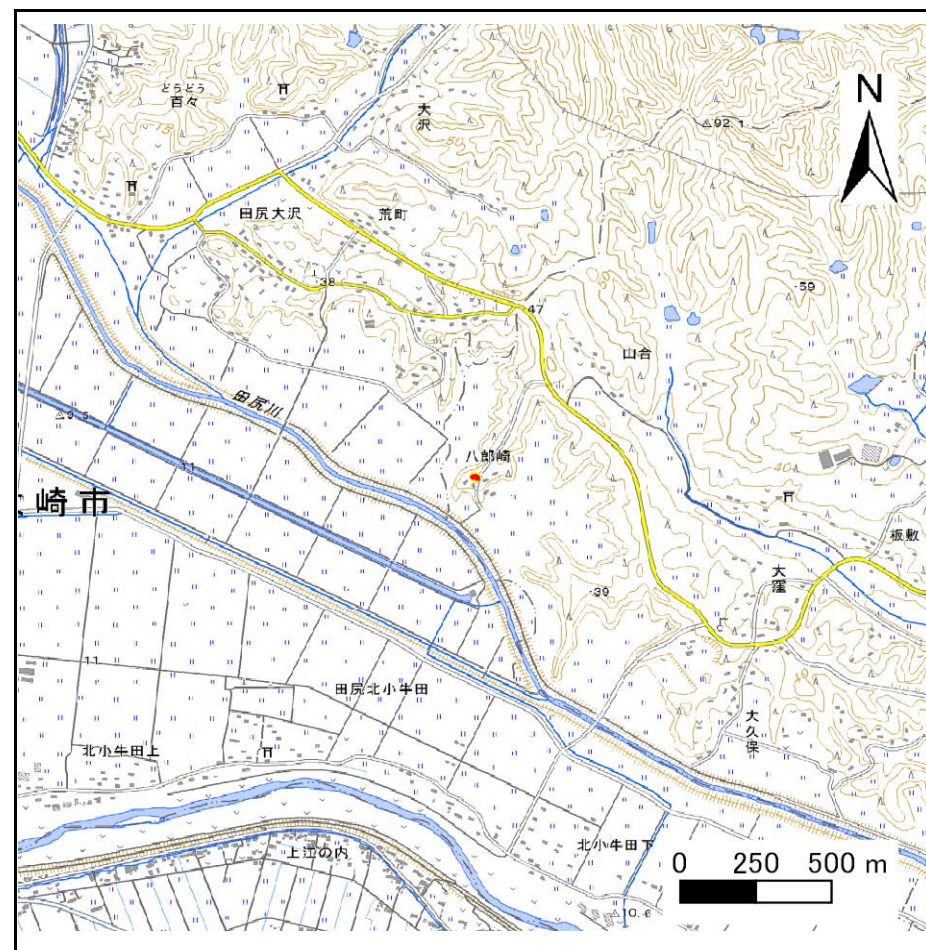 どうどう
百々
大沢
92.1
N
田尻大沢
荒町
38
47
59
山合
田尻川
9.5
八郎崎
11
40
崎市
板敷
大窪
39
11
田尻北小牛田
大久保
北小牛田上
上江の内
北小牛田下
10.6
0 250 500 m